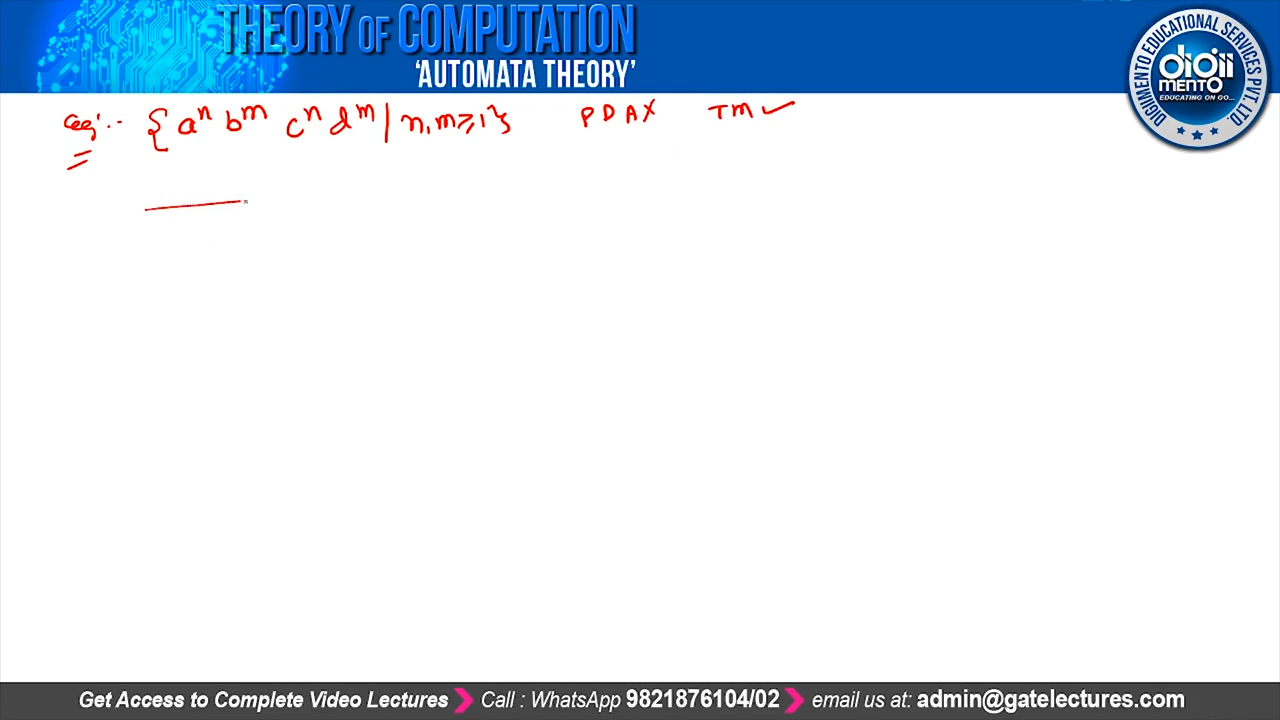 THEORY OF COMPUTATION
'AUTOMATA THEORY'
DIGIIMENTO EDUCATIONAL SERVICES PVT. LTD.
DIGII
MENTO
EDUCATING ON GO...
eg:- { aⁿ bᵐ cⁿ dᵐ | n,m≥1 } PDA X TM ✓
Get Access to Complete Video Lectures Call : WhatsApp 9821876104/02 email us at: admin@gatelectures.com